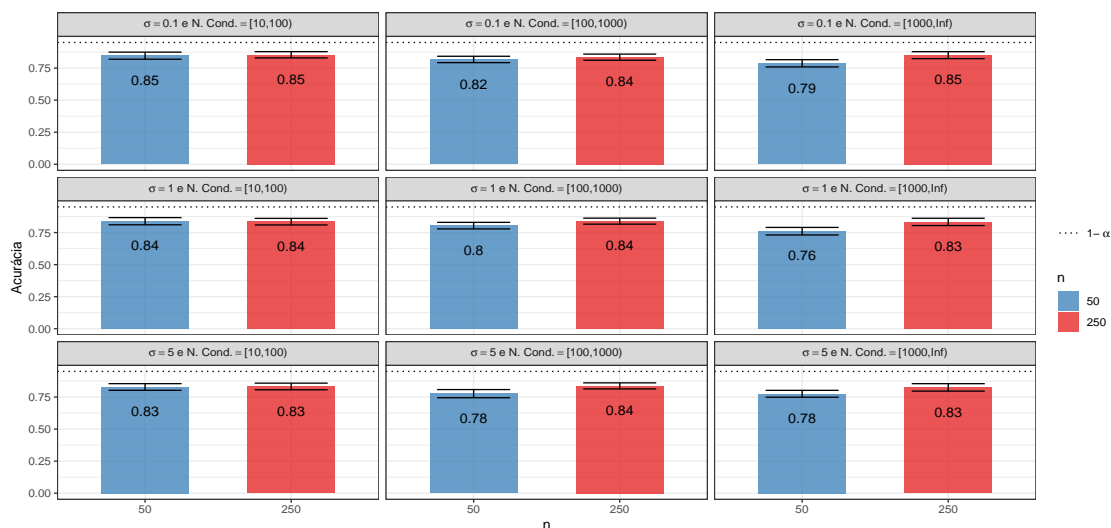 σ = 0.1 e N. Cond. = [10,100)
σ = 0.1 e N. Cond. = [100,1000)
σ = 0.1 e N. Cond. = [1000,Inf)
0.75
0.50
0.25
0.00
0.85
0.85
0.82
0.84
0.79
0.85
σ = 1 e N. Cond. = [10,100)
σ = 1 e N. Cond. = [100,1000)
σ = 1 e N. Cond. = [1000,Inf)
Acurácia
0.75
0.50
0.25
0.00
0.84
0.84
0.8
0.84
0.76
0.83
σ = 5 e N. Cond. = [10,100)
σ = 5 e N. Cond. = [100,1000)
σ = 5 e N. Cond. = [1000,Inf)
0.75
0.50
0.25
0.00
0.83
0.83
0.78
0.84
0.78
0.83
50
250
50
250
50
250
n
1− α
n
50
250